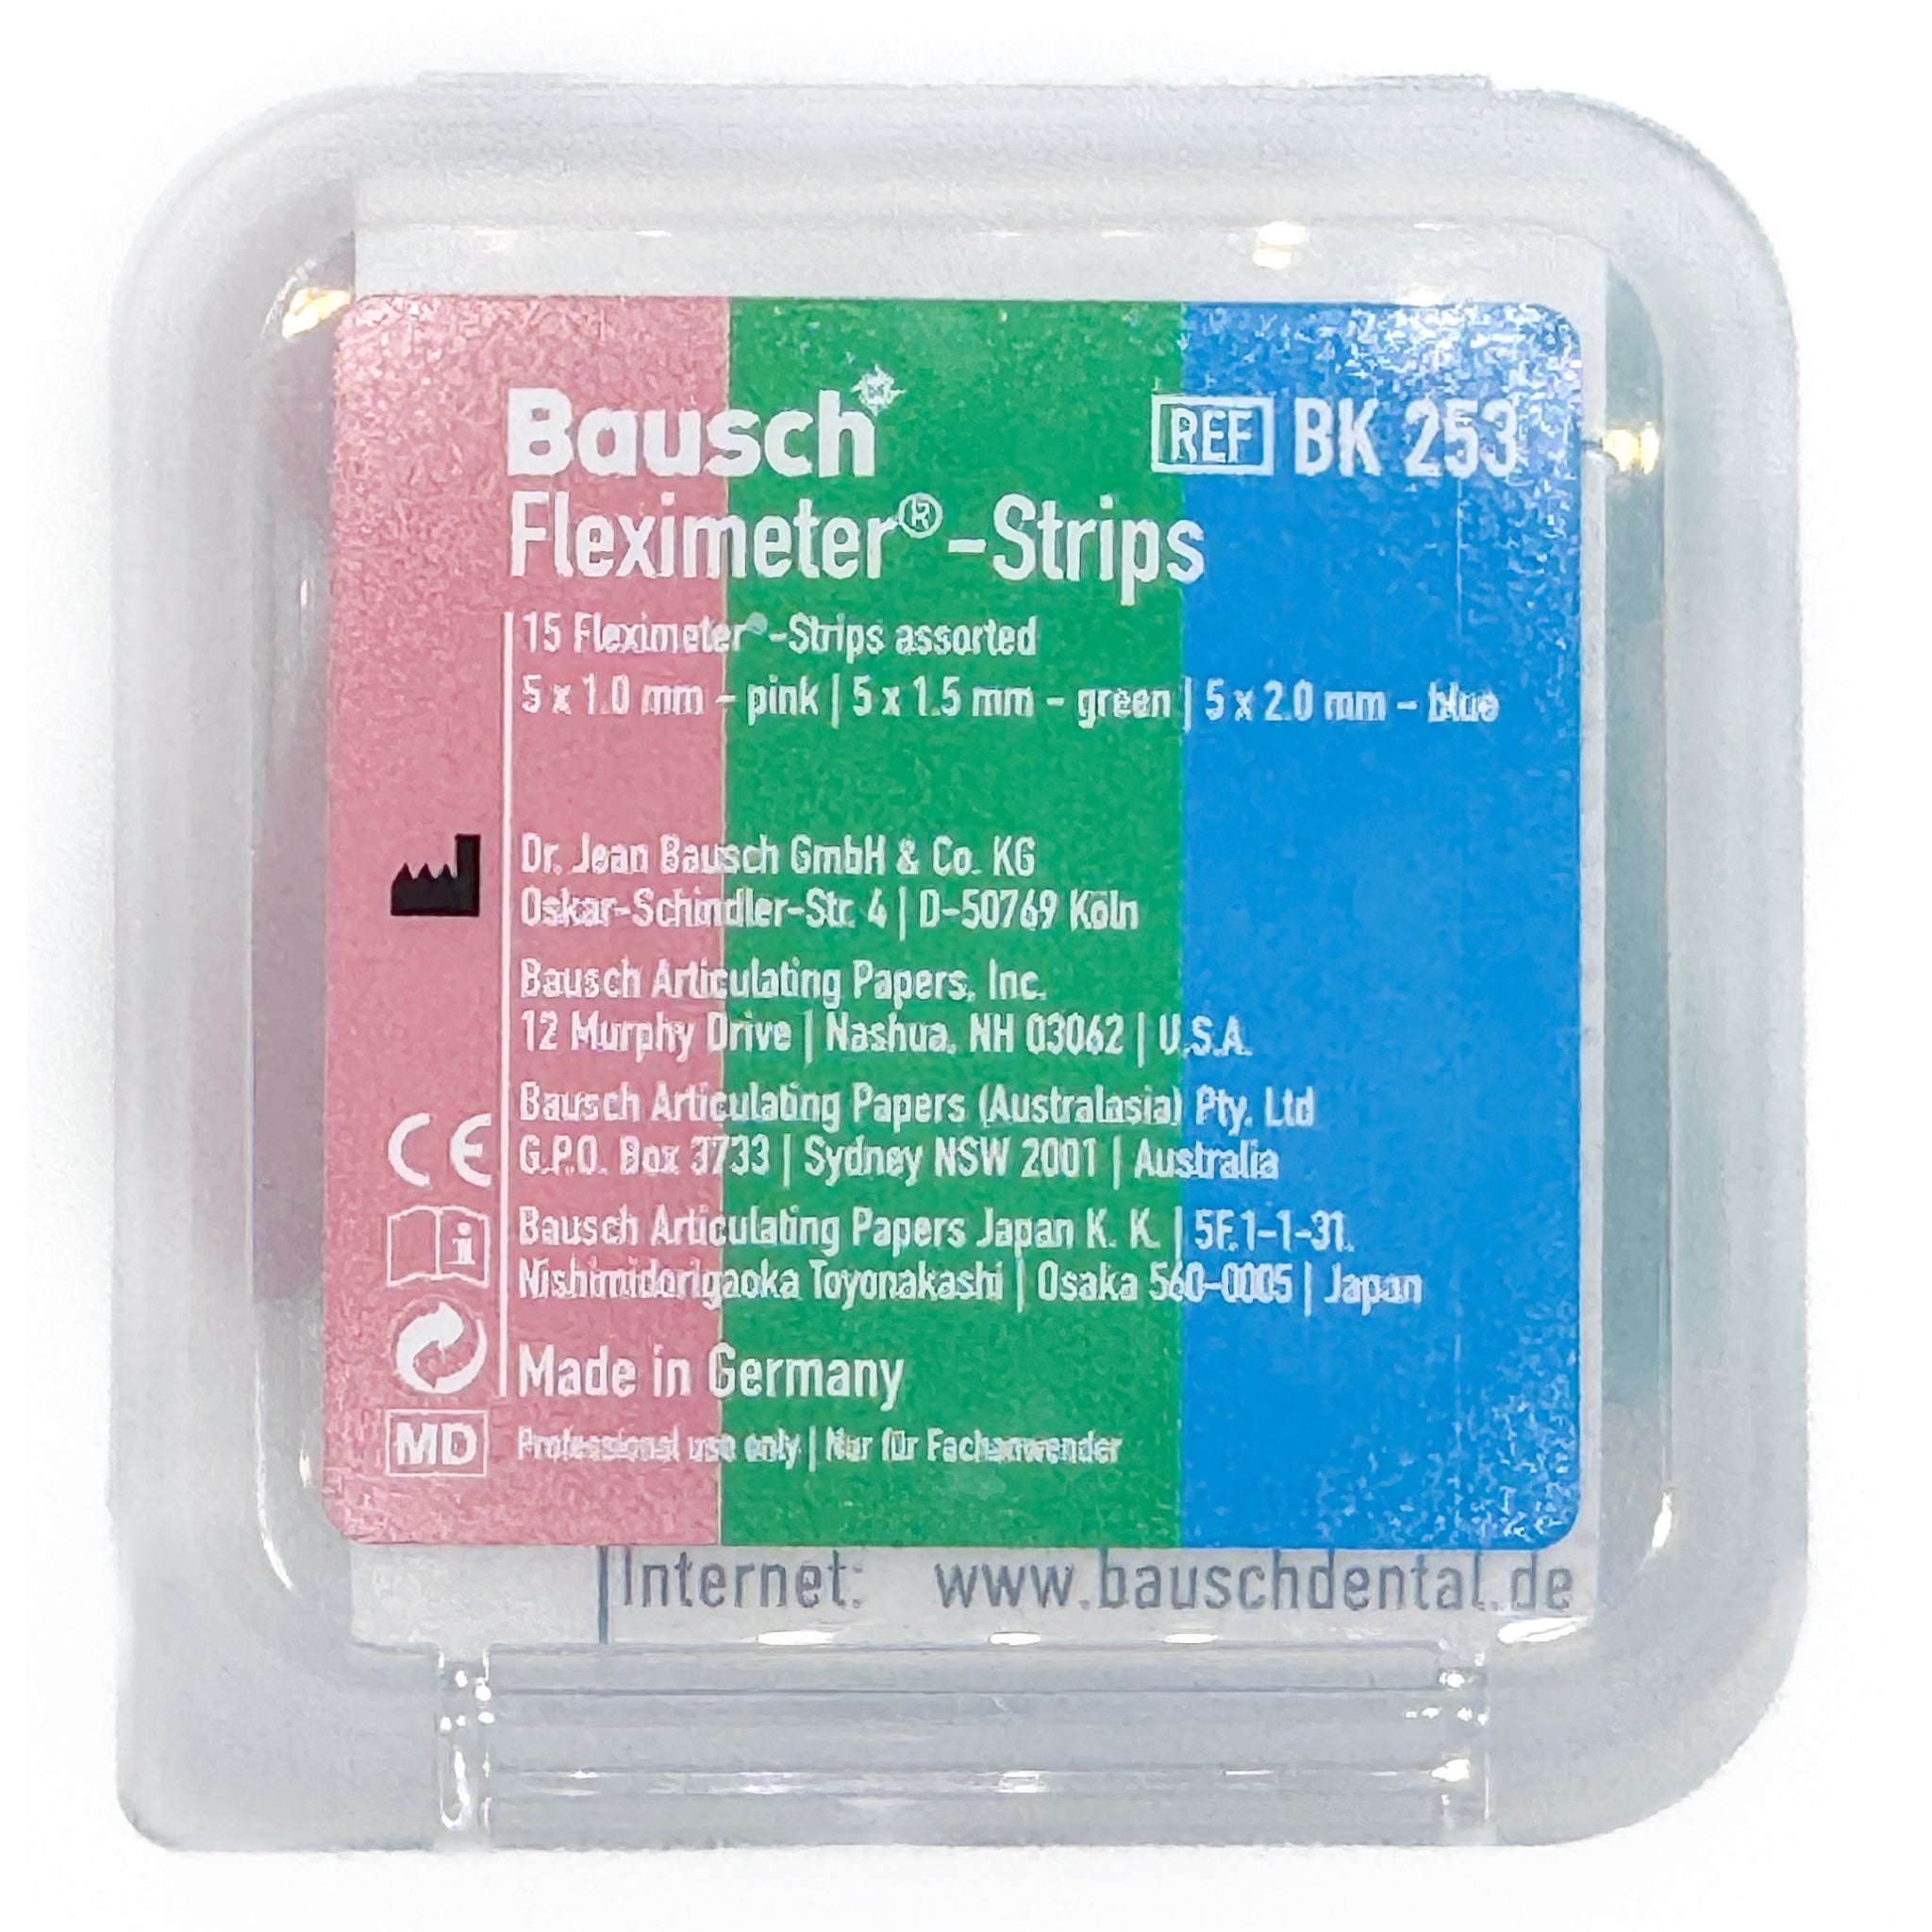 Bausch
REF BK 253
Fleximeter®-Strips
15 Fleximeter®-Strips assorted
5 x 1.0 mm - pink | 5 x 1.5 mm - green | 5 x 2.0 mm - blue
Dr. Jean Bausch GmbH & Co. KG
Oskar-Schindler-Str. 4 | D-50769 Köln
Bausch Articulating Papers, Inc.
12 Murphy Drive | Nashua, NH 03062 | U.S.A.
Bausch Articulating Papers (Australasia) Pty. Ltd
G.P.O. Box 3733 | Sydney NSW 2001 | Australia
Bausch Articulating Papers Japan K. K. | 5F.1-1-31.
Nishimidorigaoka Toyonakashi | Osaka 560-0005 | Japan
CE
i
Made in Germany
MD Professional use only | Nur für Fachanwender
Internet: www.bauschdental.de